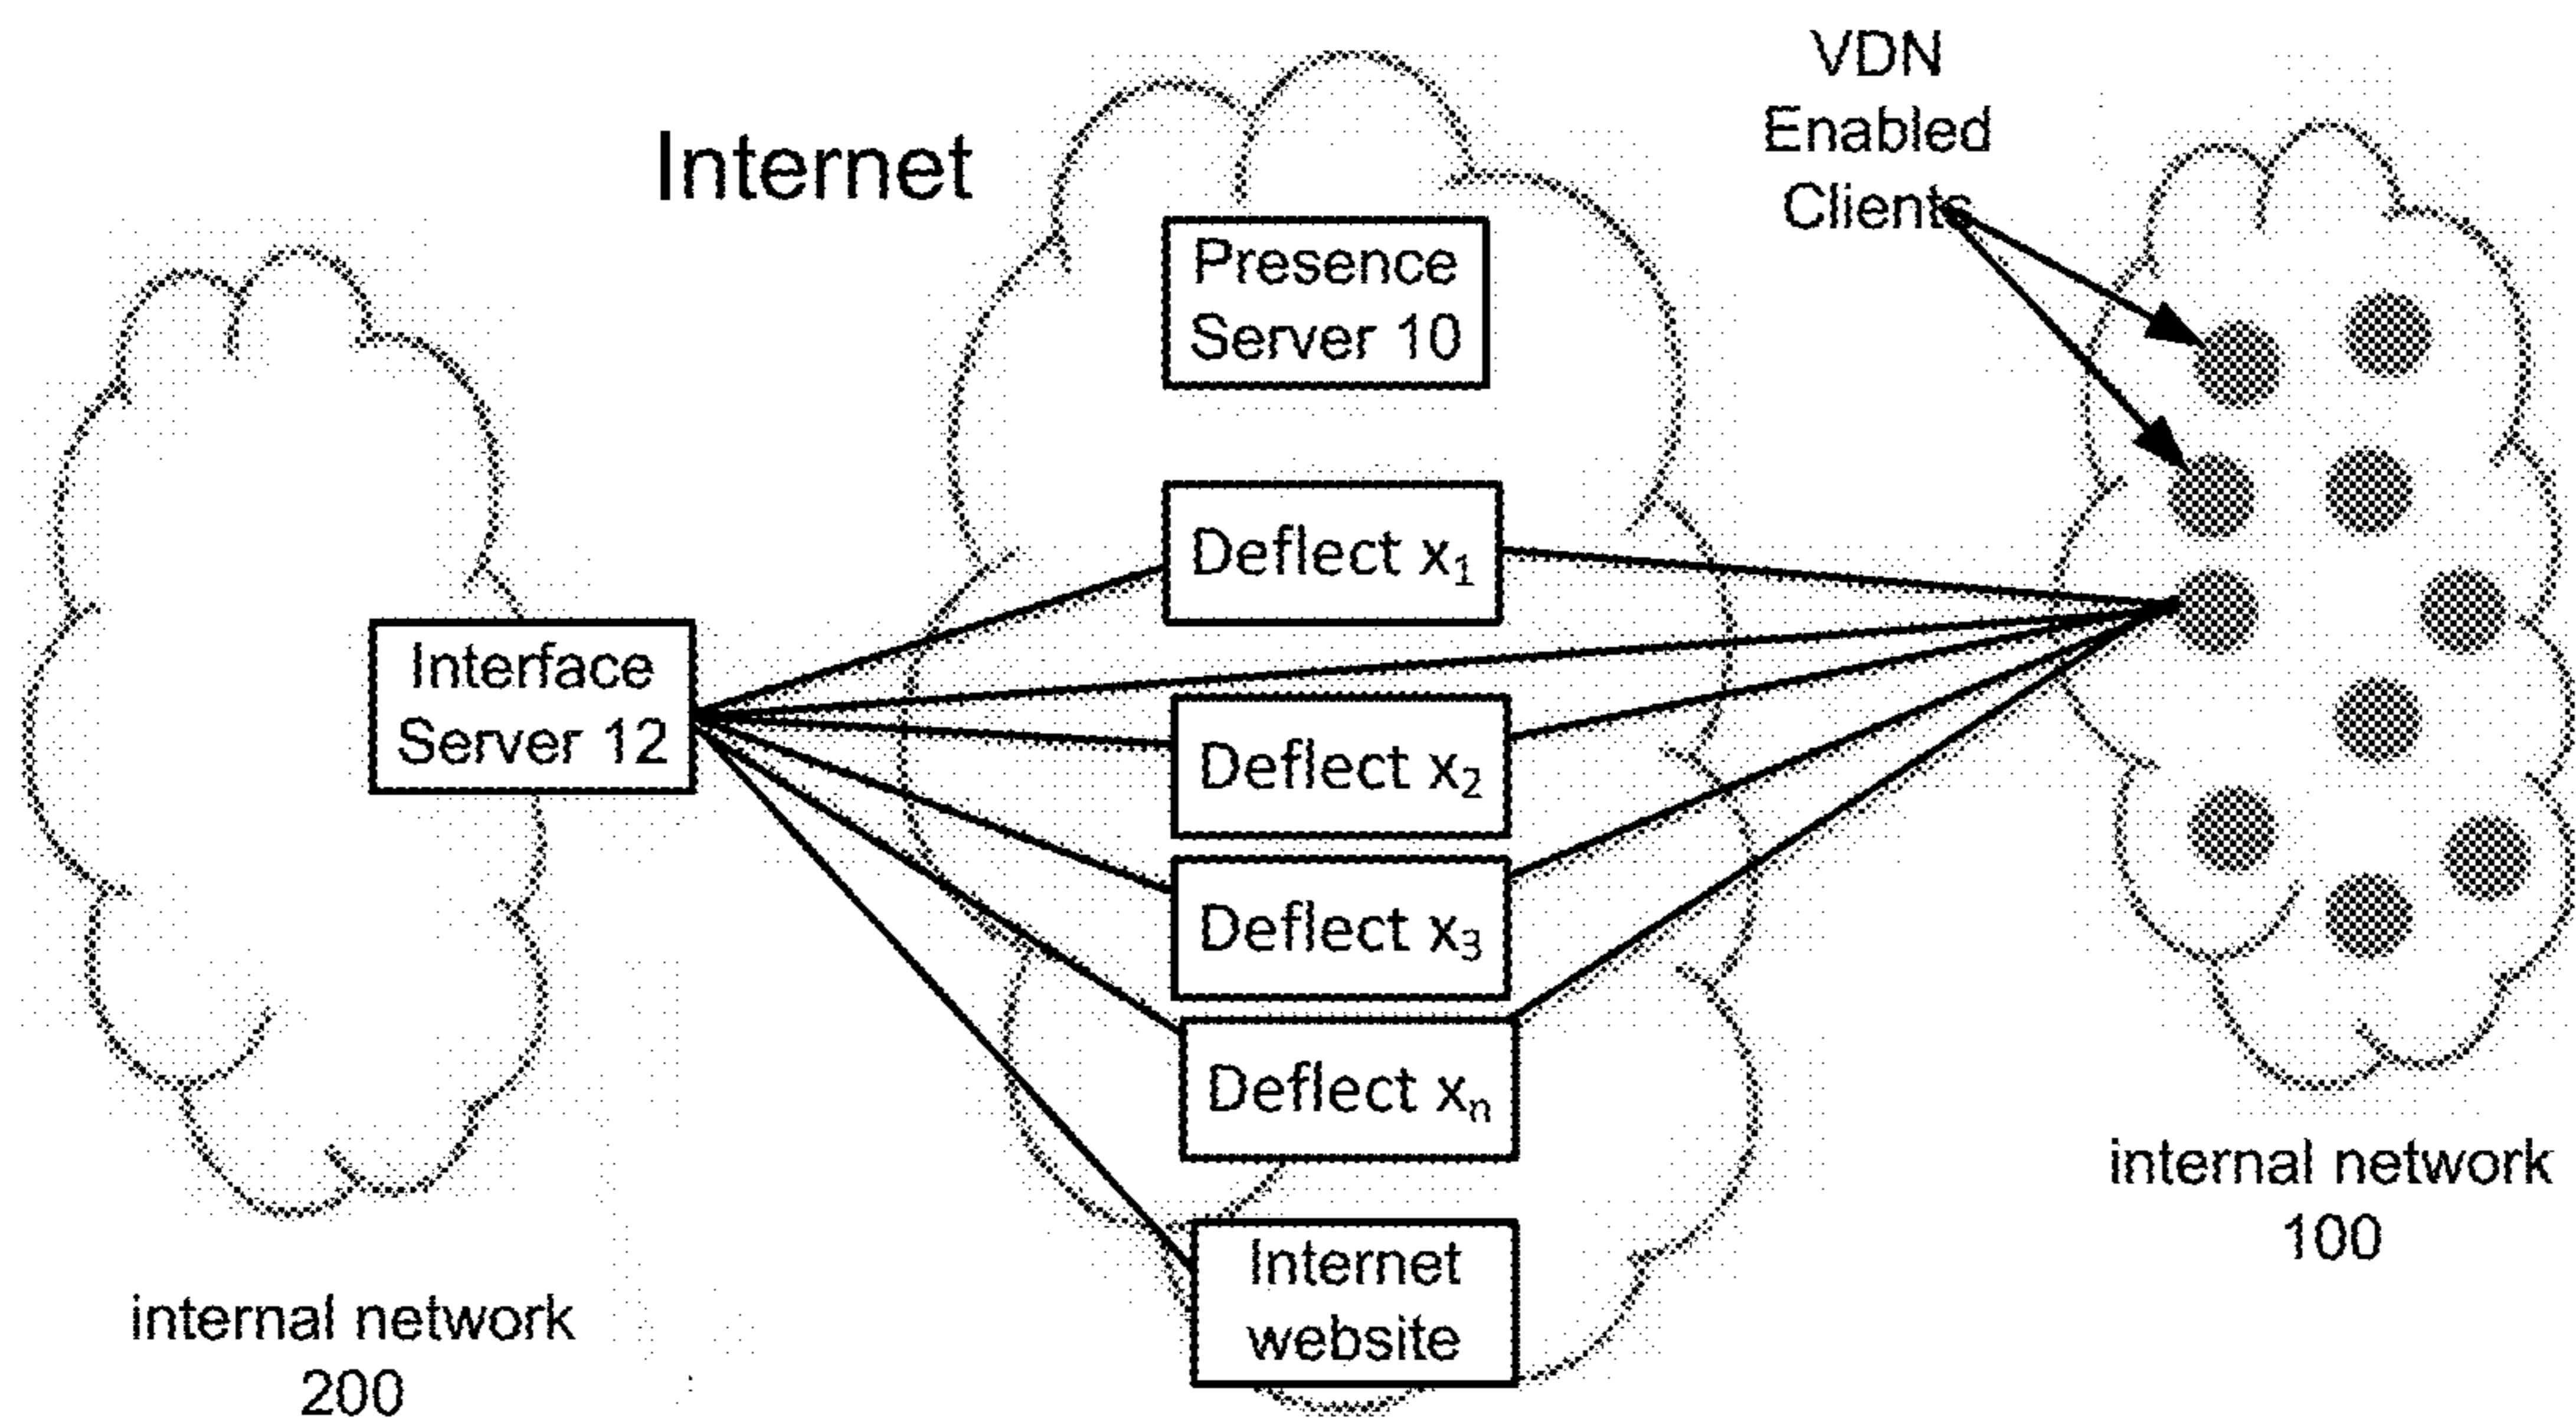 VDN
Enabled
Clients
Internet
Presence
Server 10
Deflect x₁
Interface
Server 12
Deflect x₂
Deflect x₃
Deflect xₙ
internal network
100
Internet
website
internal network
200